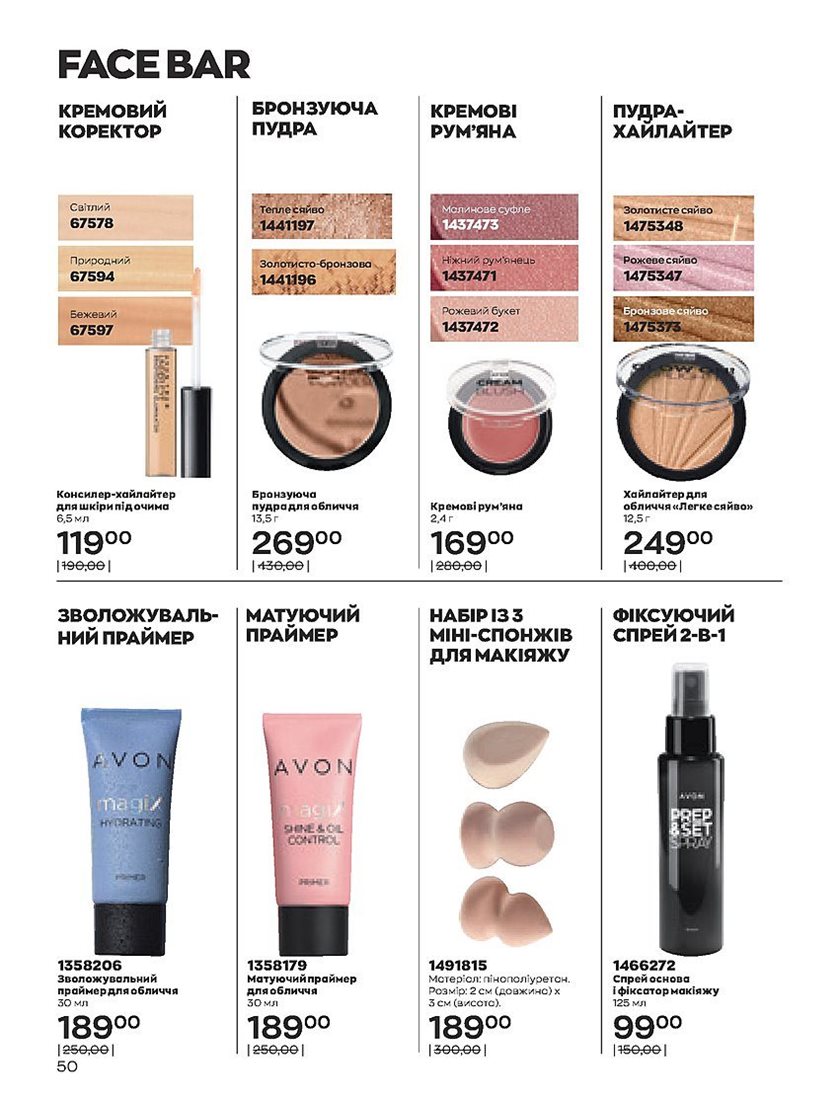 FACE BAR
КРЕМОВИЙ
КОРЕКТОР
Світлий
67578
Природний
67594
Бежевий
67597
Консилер-хайлайтер
для шкіри під очима
6,5 мл
119⁰⁰
|190,00|
БРОНЗУЮЧА
ПУДРА
Тепле сяйво
1441197
Золотисто-бронзова
1441196
Бронзуюча
пудра для обличчя
13,5 г
269⁰⁰
|430,00|
КРЕМОВІ
РУМ’ЯНА
Малинове суфле
1437473
Ніжний рум’янець
1437471
Рожевий букет
1437472
CREAM
BLUSH
Кремові рум’яна
2,4 г
169⁰⁰
|280,00|
ПУДРА-
ХАЙЛАЙТЕР
Золотисте сяйво
1475348
Рожеве сяйво
1475347
Бронзове сяйво
1475373
Хайлайтер для
обличчя «Легке сяйво»
12,5 г
249⁰⁰
|400,00|
ЗВОЛОЖУВАЛЬ-
НИЙ ПРАЙМЕР
AVON
magiX
HYDRATING
PRIMER
1358206
Зволожувальний
праймер для обличчя
30 мл
189⁰⁰
|250,00|
МАТУЮЧИЙ
ПРАЙМЕР
AVON
magiX
SHINE & OIL
CONTROL
PRIMER
1358179
Матуючий праймер
для обличчя
30 мл
189⁰⁰
|250,00|
НАБІР ІЗ 3
МІНІ-СПОНЖІВ
ДЛЯ МАКІЯЖУ
1491815
Матеріал: пінополіуретан.
Розмір: 2 см (довжина) х
3 см (висота).
189⁰⁰
|300,00|
ФІКСУЮЧИЙ
СПРЕЙ 2-В-1
AVON
PREP
&SET
SPRAY
1466272
Спрей основа
і фіксатор макіяжу
125 мл
99⁰⁰
|150,00|
50